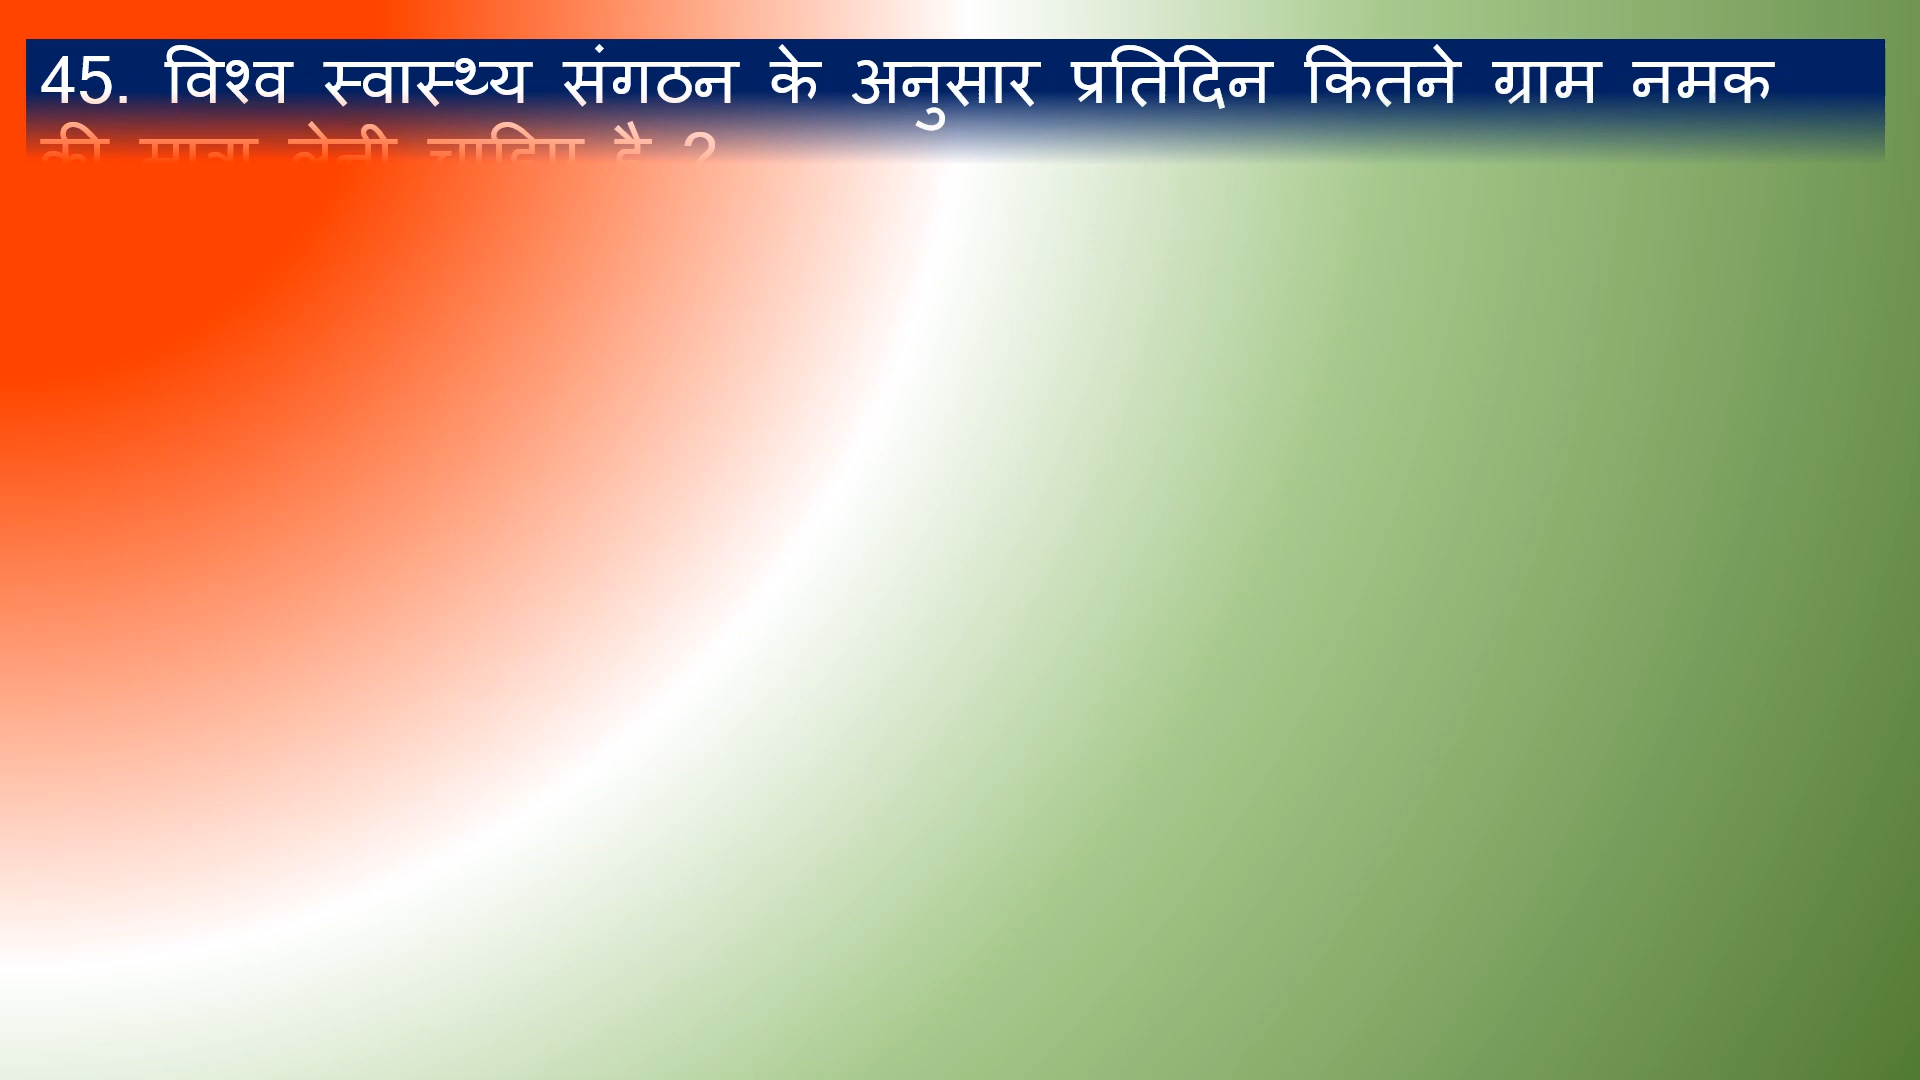 45. विश्व स्वास्थ्य संगठन के अनुसार प्रतिदिन कितने ग्राम नमक
की मात्रा लेनी चाहिए है ?